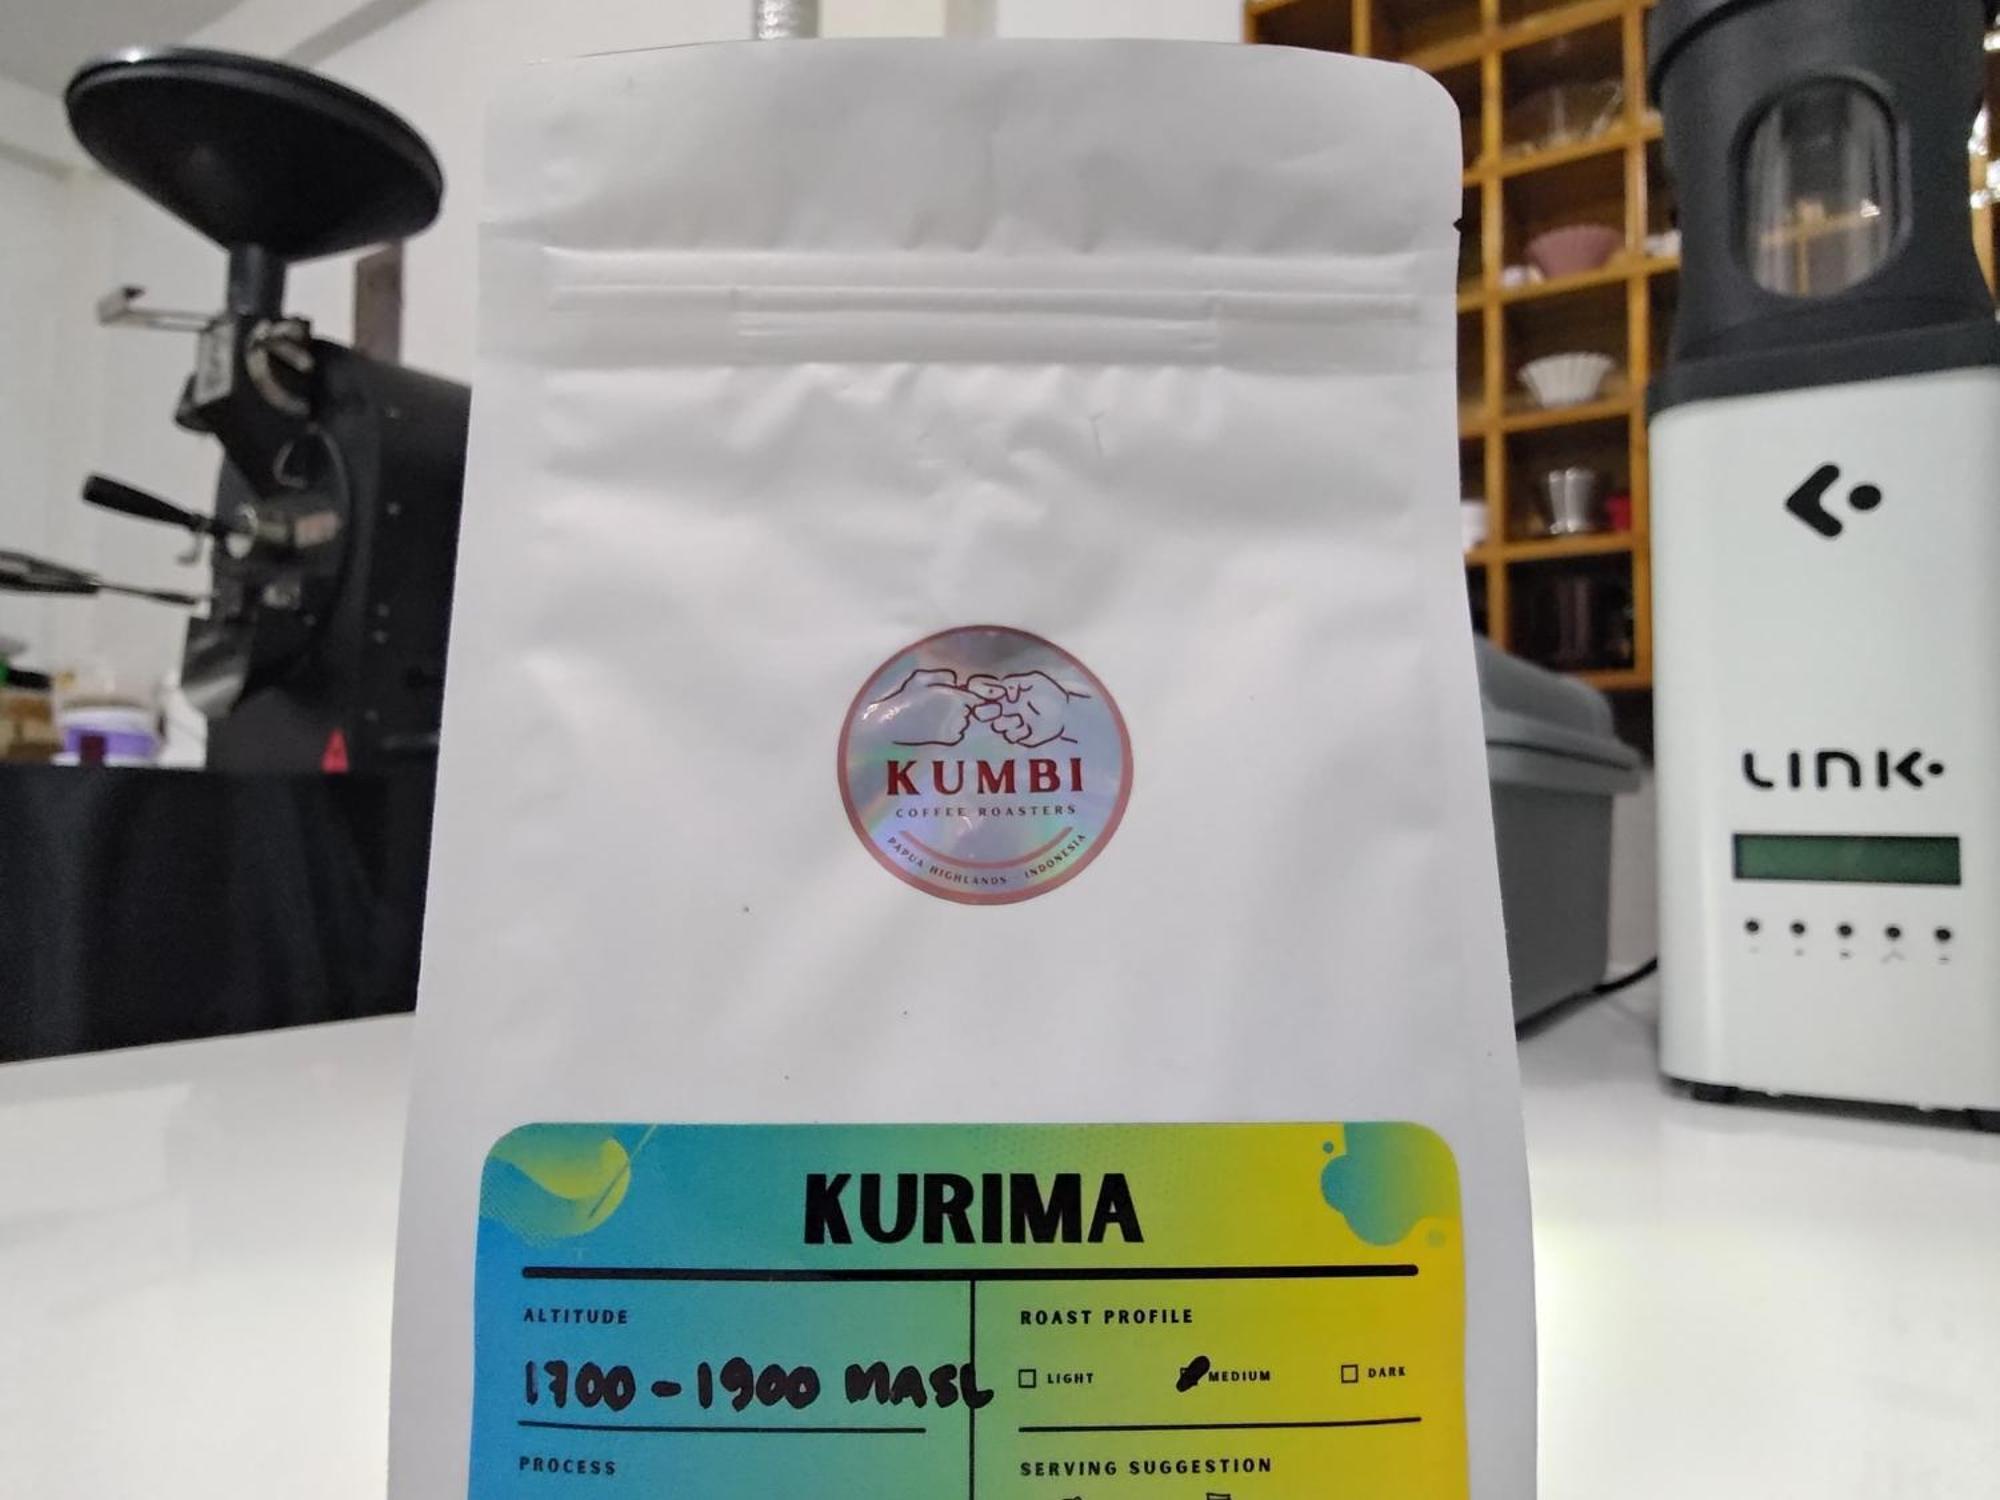 KUMBI
COFFEE ROASTERS
PAPUA HIGHLANDS - INDONESIA
LINK
KURIMA
ALTITUDE
1700 - 1900 MASL
ROAST PROFILE
LIGHT
MEDIUM
DARK
PROCESS
SERVING SUGGESTION